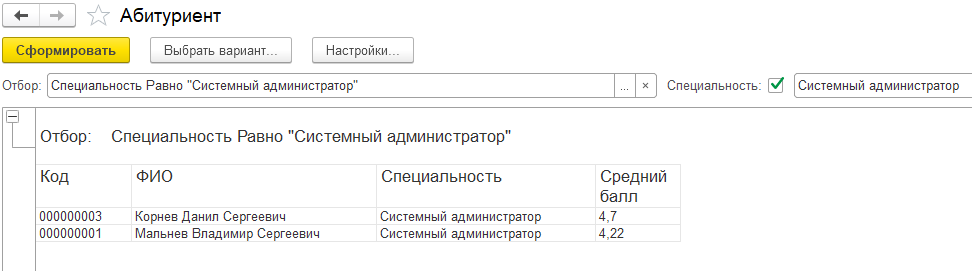 Абитуриент
Сформировать Выбрать вариант... Настройки...
Отбор: Специальность Равно "Системный администратор" ... × Специальность: Системный администратор
Отбор: Специальность Равно "Системный администратор"
Код ФИО Специальность Средний балл
000000003 Корнев Данил Сергеевич Системный администратор 4,7
000000001 Мальнев Владимир Сергеевич Системный администратор 4,22